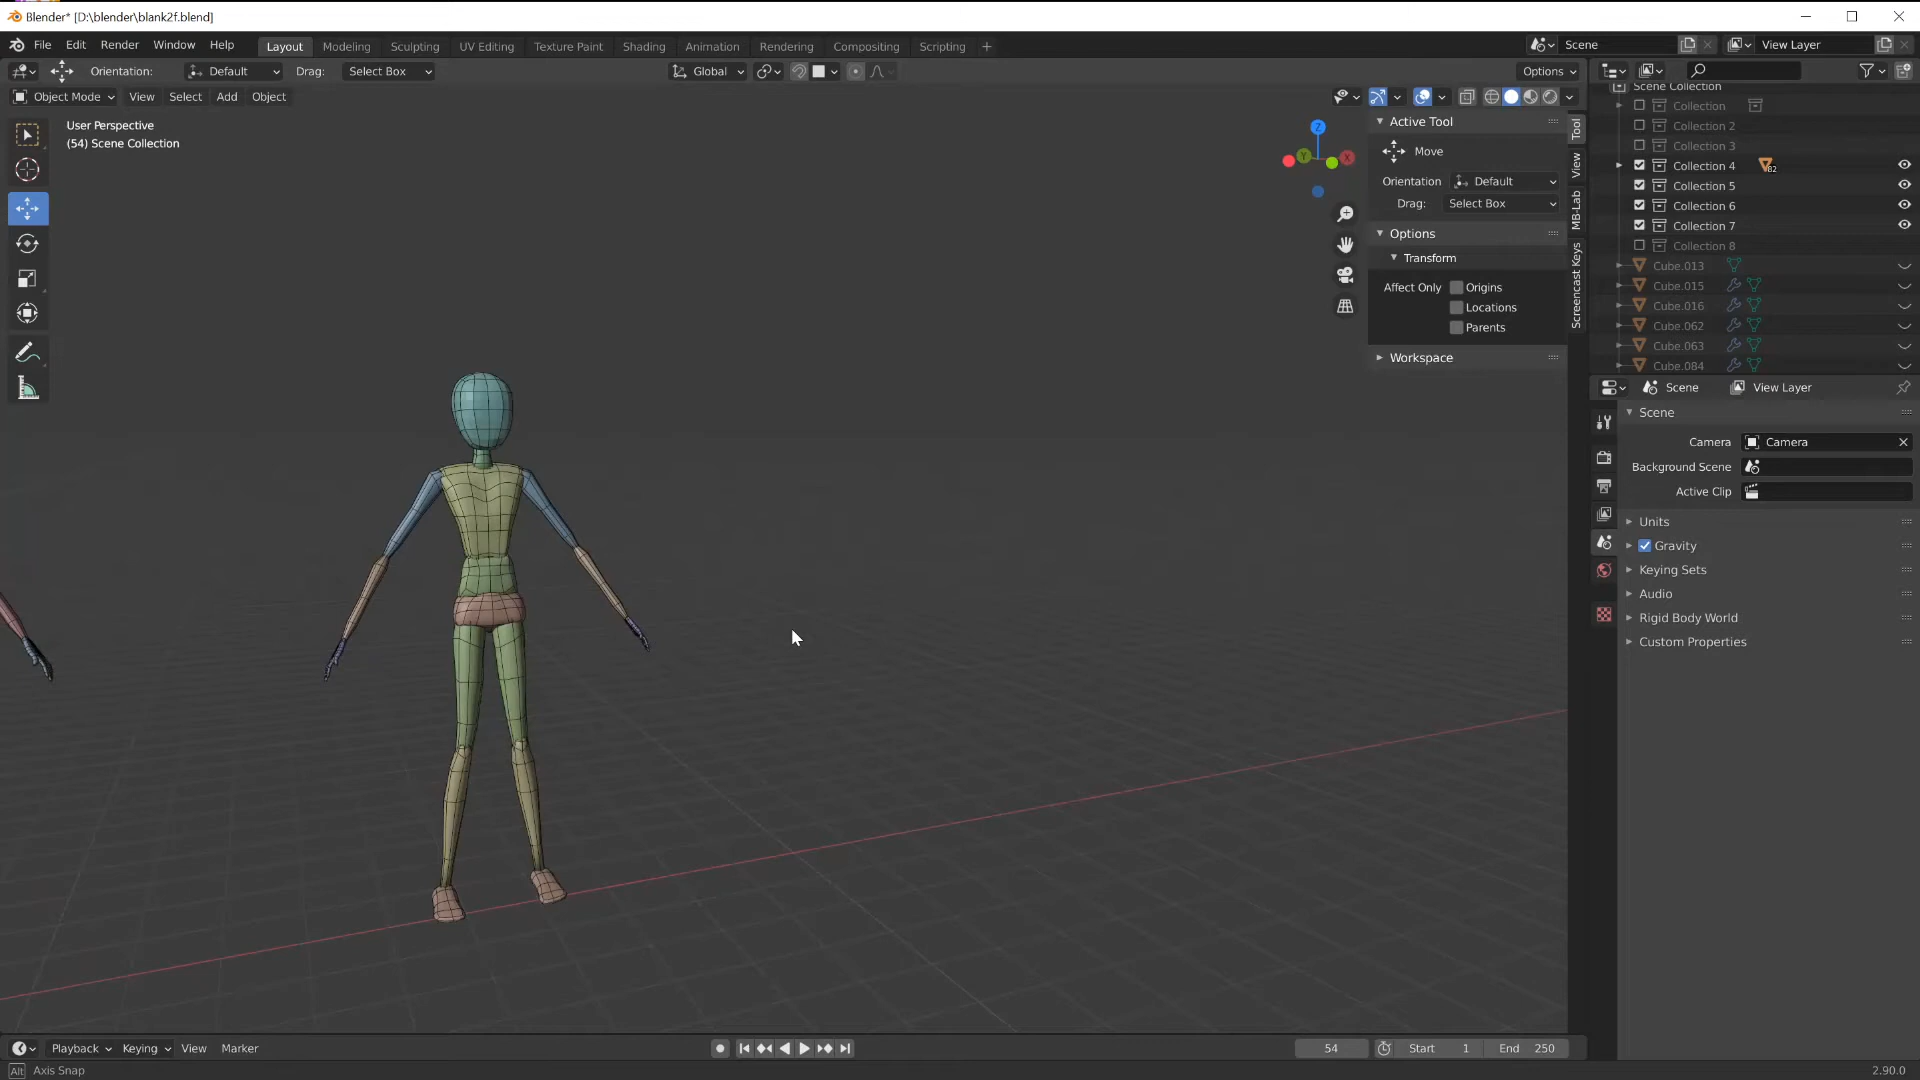 Blender* [D:\blender\blank2f.blend]
File Edit Render Window Help Layout Modeling Sculpting UV Editing Texture Paint Shading Animation Rendering Compositing Scripting + Scene View Layer
Orientation: Default Drag: Select Box Global Options
Object Mode View Select Add Object
User Perspective
(54) Scene Collection
Z
Y
X
Active Tool
Move
Orientation Default
Drag: Select Box
Options
Transform
Affect Only Origins
Locations
Parents
Workspace
Tool
View
MB-Lab
Screencast Keys
Scene Collection
Collection
Collection 2
Collection 3
Collection 4 82
Collection 5
Collection 6
Collection 7
Collection 8
Cube.013
Cube.015
Cube.016
Cube.062
Cube.063
Cube.084
Scene View Layer
Scene
Camera Camera
Background Scene
Active Clip
Units
Gravity
Keying Sets
Audio
Rigid Body World
Custom Properties
Playback Keying View Marker 54 Start 1 End 250
Alt Axis Snap 2.90.0